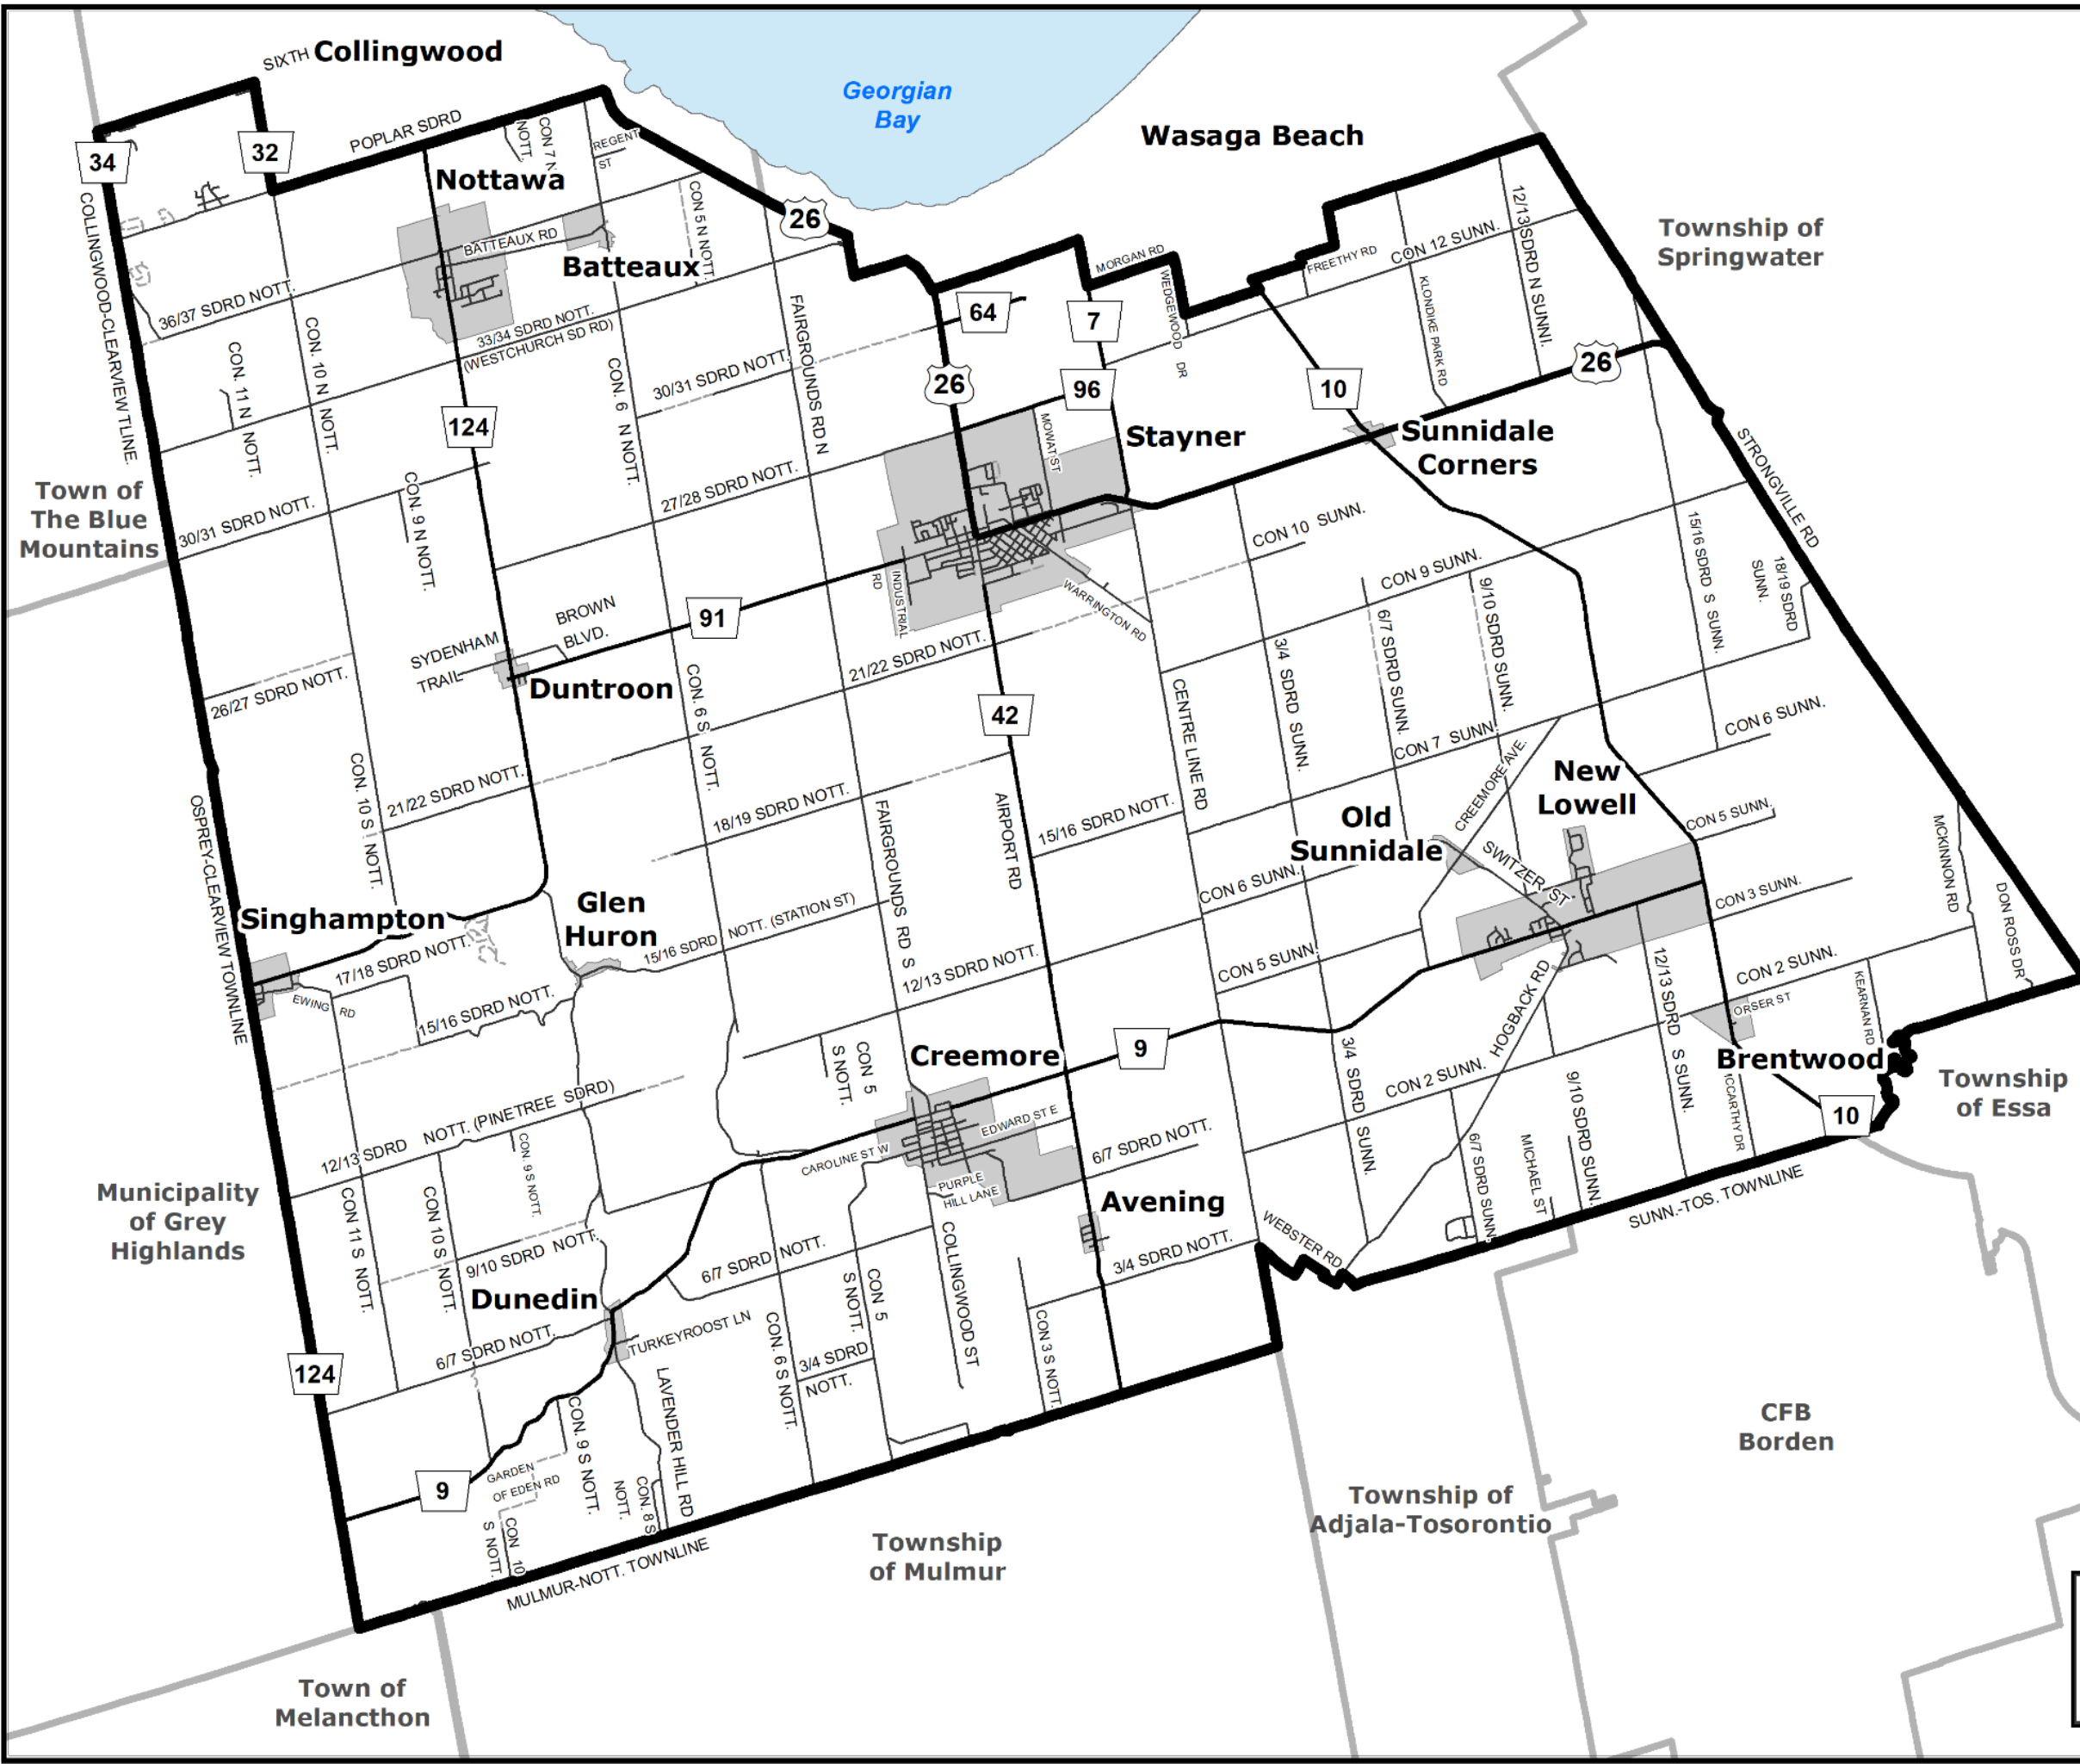 SIXTH
Collingwood
Georgian
Bay
Wasaga Beach
34
32
POPLAR SDRD
NOTT.
CON 7 N
REGENT
ST
Nottawa
BATTEAUX RD
Batteaux
CON 5 N NOTT.
26
MORGAN RD
WEDGEWOOD DR
FREETHY RD
CON 12 SUNN.
12/13 SDRD N SUNNI.
KLONDIKE PARK RD
Township of
Springwater
COLLINGWOOD-CLEARVIEW TLINE.
36/37 SDRD NOTT.
CON. 11 N NOTT.
CON. 10 N NOTT.
33/34 SDRD NOTT.
(WESTCHURCH SD RD)
CON. 6 N NOTT.
30/31 SDRD NOTT.
FAIRGROUNDS RD N
64
7
26
96
10
26
124
MOWAT ST
Stayner
Sunnidale
Corners
STRONGVILLE RD
Town of
The Blue
Mountains
30/31 SDRD NOTT.
CON. 9 N NOTT.
27/28 SDRD NOTT.
CON 10 SUNN.
CON 9 SUNN.
15/16 SDRD S SUNN.
18/19 SDRD
SUNN.
INDUSTRIAL
RD
WARRINGTON RD
91
BROWN
BLVD.
SYDENHAM
TRAIL
Duntroon
26/27 SDRD NOTT.
CON. 6 S NOTT.
21/22 SDRD NOTT.
42
CENTRE LINE RD
3/4 SDRD SUNN.
6/7 SDRD SUNN.
9/10 SDRD SUNN.
CON 7 SUNN.
CON 6 SUNN.
CREEMORE AVE.
New
Lowell
OSPREY-CLEARVIEW TOWNLINE
CON. 10 S NOTT.
21/22 SDRD NOTT.
18/19 SDRD NOTT.
FAIRGROUNDS RD S
AIRPORT RD
15/16 SDRD NOTT.
Old
Sunnidale
SWITZER ST
CON 5 SUNN.
MCKINNON RD
DON ROSS DR
CON 6 SUNN.
CON 3 SUNN.
Singhampton
Glen
Huron
15/16 SDRD NOTT. (STATION ST)
17/18 SDRD NOTT.
EWING RD
15/16 SDRD NOTT.
12/13 SDRD NOTT.
CON 5 SUNN.
HOGBACK RD
12/13 SDRD S SUNN.
CON 2 SUNN.
ORSER ST
KEARNAN RD
CON 5
S NOTT.
Creemore
9
3/4 SDRD SUNN.
CON 2 SUNN.
Brentwood
10
Township
of Essa
12/13 SDRD NOTT. (PINETREE SDRD)
CON. 9 S NOTT.
EDWARD ST E
CAROLINE ST W
PURPLE
HILL LANE
6/7 SDRD NOTT.
6/7 SDRD SUNN.
MICHAEL ST
9/10 SDRD SUNN.
SUNN.-TOS. TOWNLINE
Municipality
of Grey
Highlands
CON 11 S NOTT.
CON 10 S NOTT.
9/10 SDRD NOTT.
6/7 SDRD NOTT.
COLLINGWOOD ST
Avening
WEBSTER RD
3/4 SDRD NOTT.
Dunedin
6/7 SDRD NOTT.
TURKEYROOST LN
CON. 6 S NOTT.
CON 5
S NOTT.
3/4 SDRD
NOTT.
CON 3 S NOTT.
124
LAVENDER HILL RD
CON. 9 S NOTT.
9
GARDEN
OF EDEN RD
CON. 8 S
NOTT.
CON 10
S NOTT.
MULMUR-NOTT. TOWNLINE
Township
of Mulmur
Township of
Adjala-Tosorontio
CFB
Borden
Town of
Melancthon